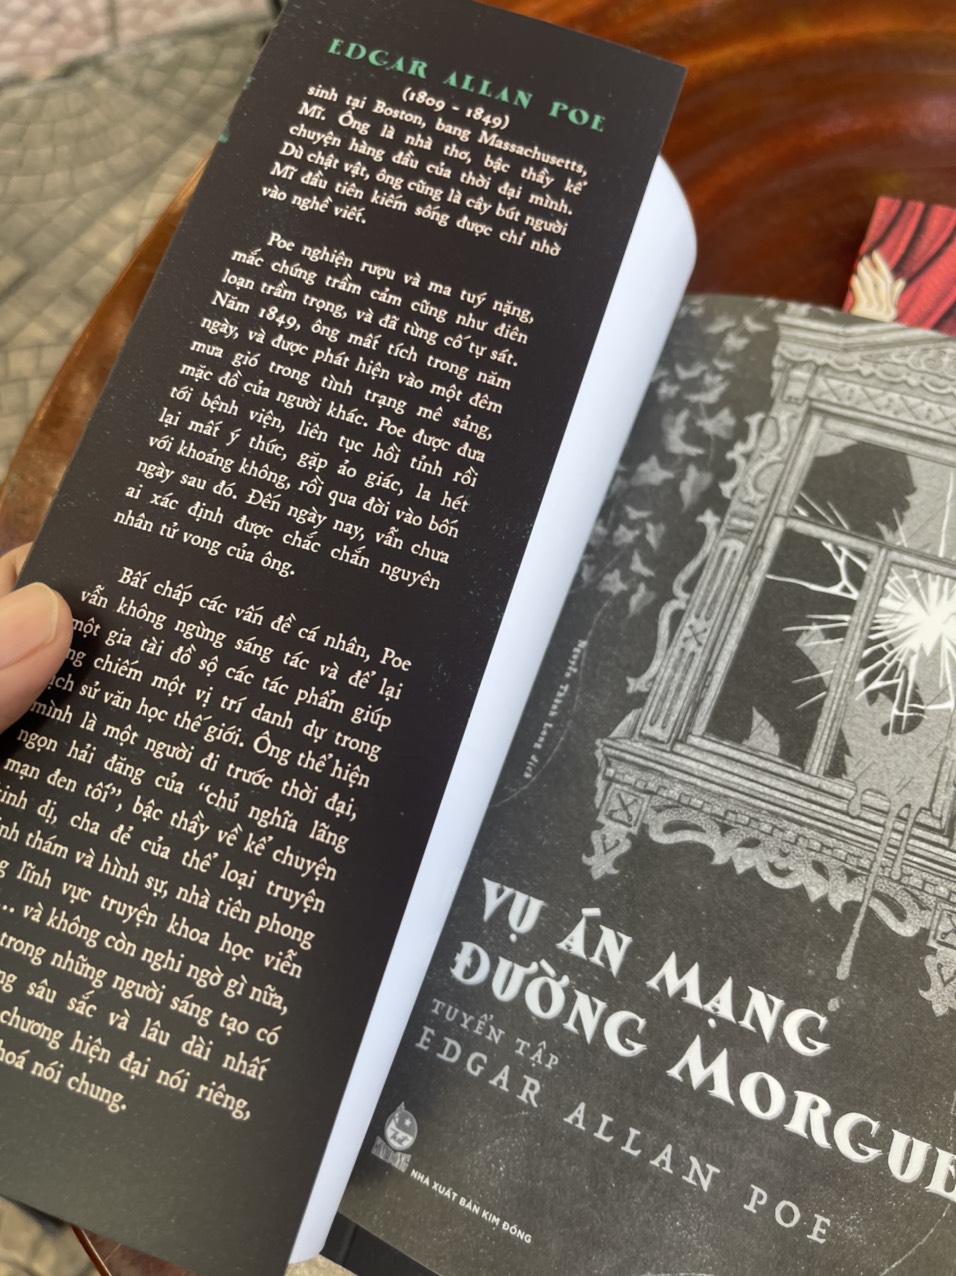 EDGAR ALLAN POE
(1809 - 1849)
sinh tại Boston, bang Massachusetts,
Mĩ. Ông là nhà thơ, bậc thầy kể
chuyện hàng đầu của thời đại mình.
Dù chật vật, ông cũng là cây bút người
Mĩ đầu tiên kiếm sống được chỉ nhờ
vào nghề viết.
Poe nghiện rượu và ma tuý nặng,
mắc chứng trầm cảm cũng như điên
loạn trầm trọng, và đã từng cố tự sát.
Năm 1849, ông mất tích trong năm
ngày, và được phát hiện vào một đêm
mưa gió trong tình trạng mê sảng,
mặc đồ của người khác. Poe được đưa
tới bệnh viện, liên tục hồi tỉnh rồi
lại mất ý thức, gặp ảo giác, la hét
với khoảng không, rồi qua đời vào bốn
ngày sau đó. Đến ngày nay, vẫn chưa
ai xác định được chắc chắn nguyên
nhân tử vong của ông.
Bất chấp các vấn đề cá nhân, Poe
vẫn không ngừng sáng tác và để lại
một gia tài đồ sộ các tác phẩm giúp
chiếm một vị trí danh dự trong
sử văn học thế giới. Ông thể hiện
mình là một người đi trước thời đại,
ngọn hải đăng của “chủ nghĩa lãng
mạn đen tối”, bậc thầy về kể chuyện
kinh dị, cha đẻ của thể loại truyện
thám và hình sự, nhà tiên phong
lĩnh vực truyện khoa học viễn
... và không còn nghi ngờ gì nữa,
trong những người sáng tạo có
sâu sắc và lâu dài nhất
chương hiện đại nói riêng,
hoá nói chung.
Nguyễn Thành Long dịch
VỤ ÁN MẠNG
ĐƯỜNG MORGUE
TUYỂN TẬP
EDGAR ALLAN POE
NHÀ XUẤT BẢN KIM ĐỒNG